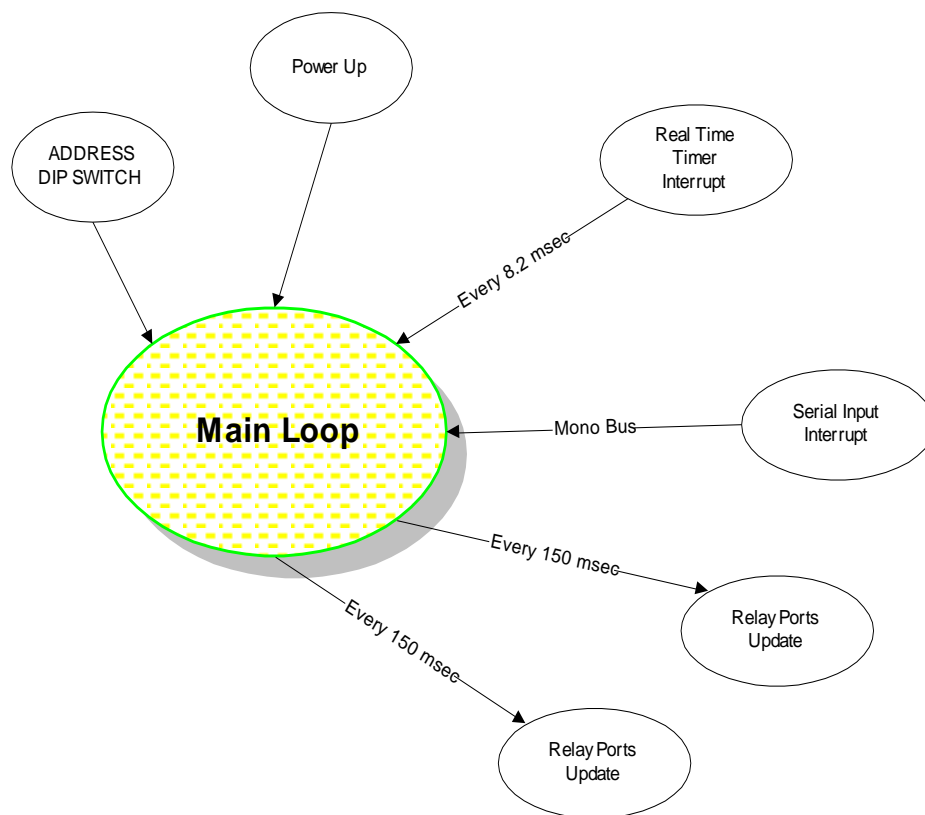 Power Up
ADDRESS
DIP SWITCH
Real Time
Timer
Interrupt
Every 8.2 msec
Main Loop
Mono Bus
Serial Input
Interrupt
Every 150 msec
Relay Ports
Update
Every 150 msec
Relay Ports
Update